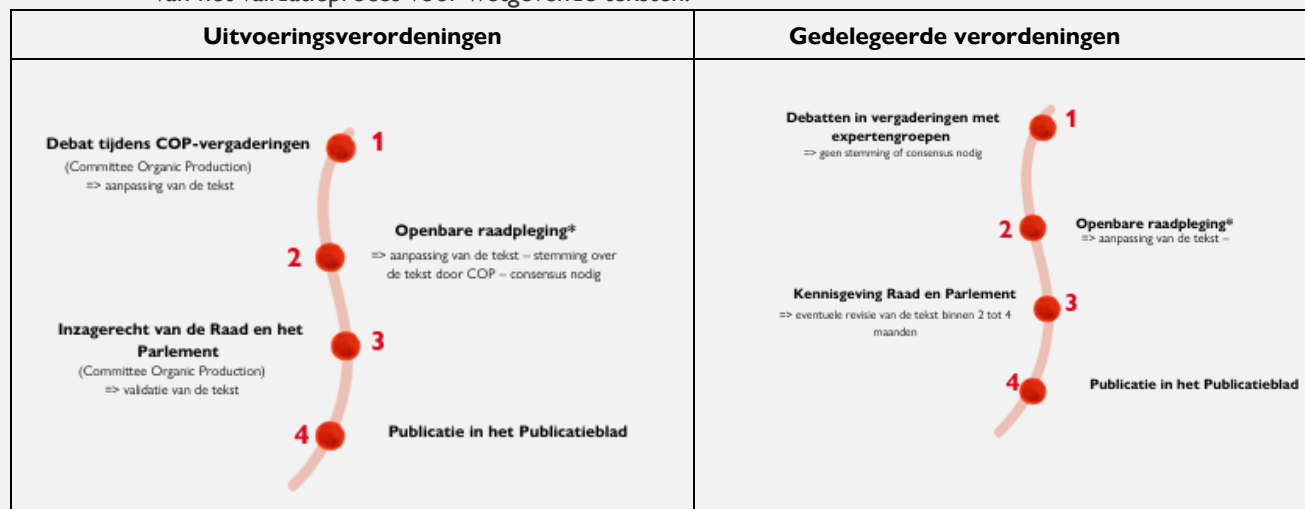 van het validatieproces voor wetgevende teksten.
Uitvoeringsverordeningen
Debat tijdens COP-vergaderingen
(Committee Organic Production)
=> aanpassing van de tekst
1
Openbare raadpleging*
2
=> aanpassing van de tekst – stemming over
de tekst door COP – consensus nodig
Inzagerecht van de Raad en het
Parlement
3
(Committee Organic Production)
=> validatie van de tekst
4
Publicatie in het Publicatieblad
Gedelegeerde verordeningen
Debatten in vergaderingen met
expertengroepen
1
=> geen stemming of consensus nodig
2
Openbare raadpleging*
=> aanpassing van de tekst –
Kennisgeving Raad en Parlement
3
=> eventuele revisie van de tekst binnen 2 tot 4
maanden
4
Publicatie in het Publicatieblad